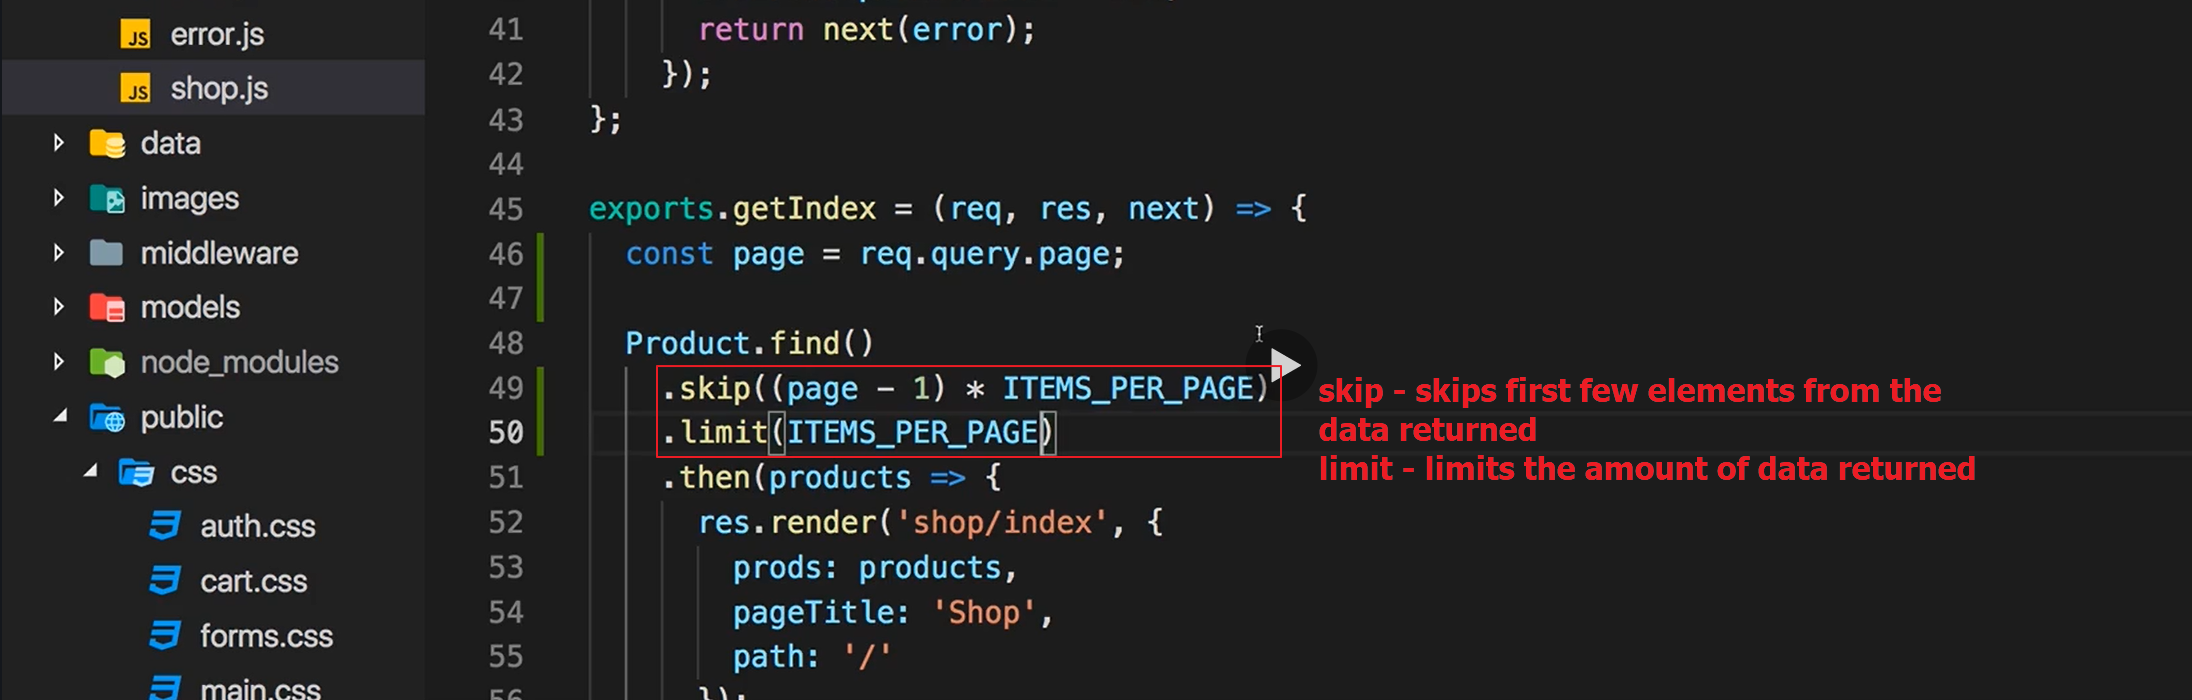 error.js
shop.js
data
images
middleware
models
node_modules
public
css
auth.css
cart.css
forms.css
main.css
41 return next(error);
42 });
43 };
44
45 exports.getIndex = (req, res, next) => {
46 const page = req.query.page;
47
48 Product.find()
49 .skip((page - 1) * ITEMS_PER_PAGE)
50 .limit(ITEMS_PER_PAGE)
51 .then(products => {
52 res.render('shop/index', {
53 prods: products,
54 pageTitle: 'Shop',
55 path: '/'
56 });
skip - skips first few elements from the
data returned
limit - limits the amount of data returned